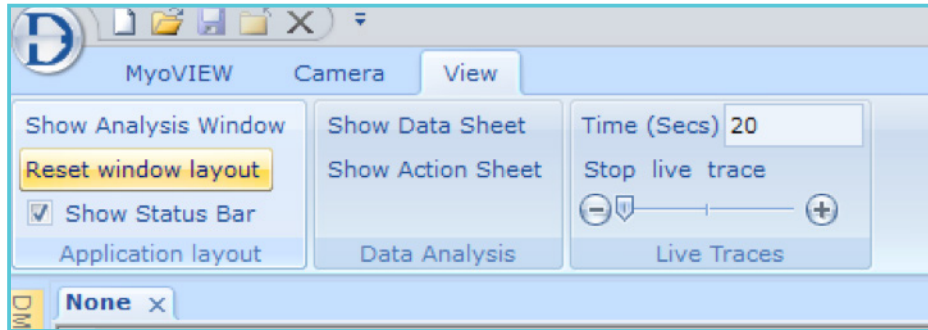 MyoVIEW Camera View
Show Analysis Window Show Data Sheet Time (Secs) 20
Reset window layout Show Action Sheet Stop live trace
Show Status Bar
Application layout Data Analysis Live Traces
None
DM